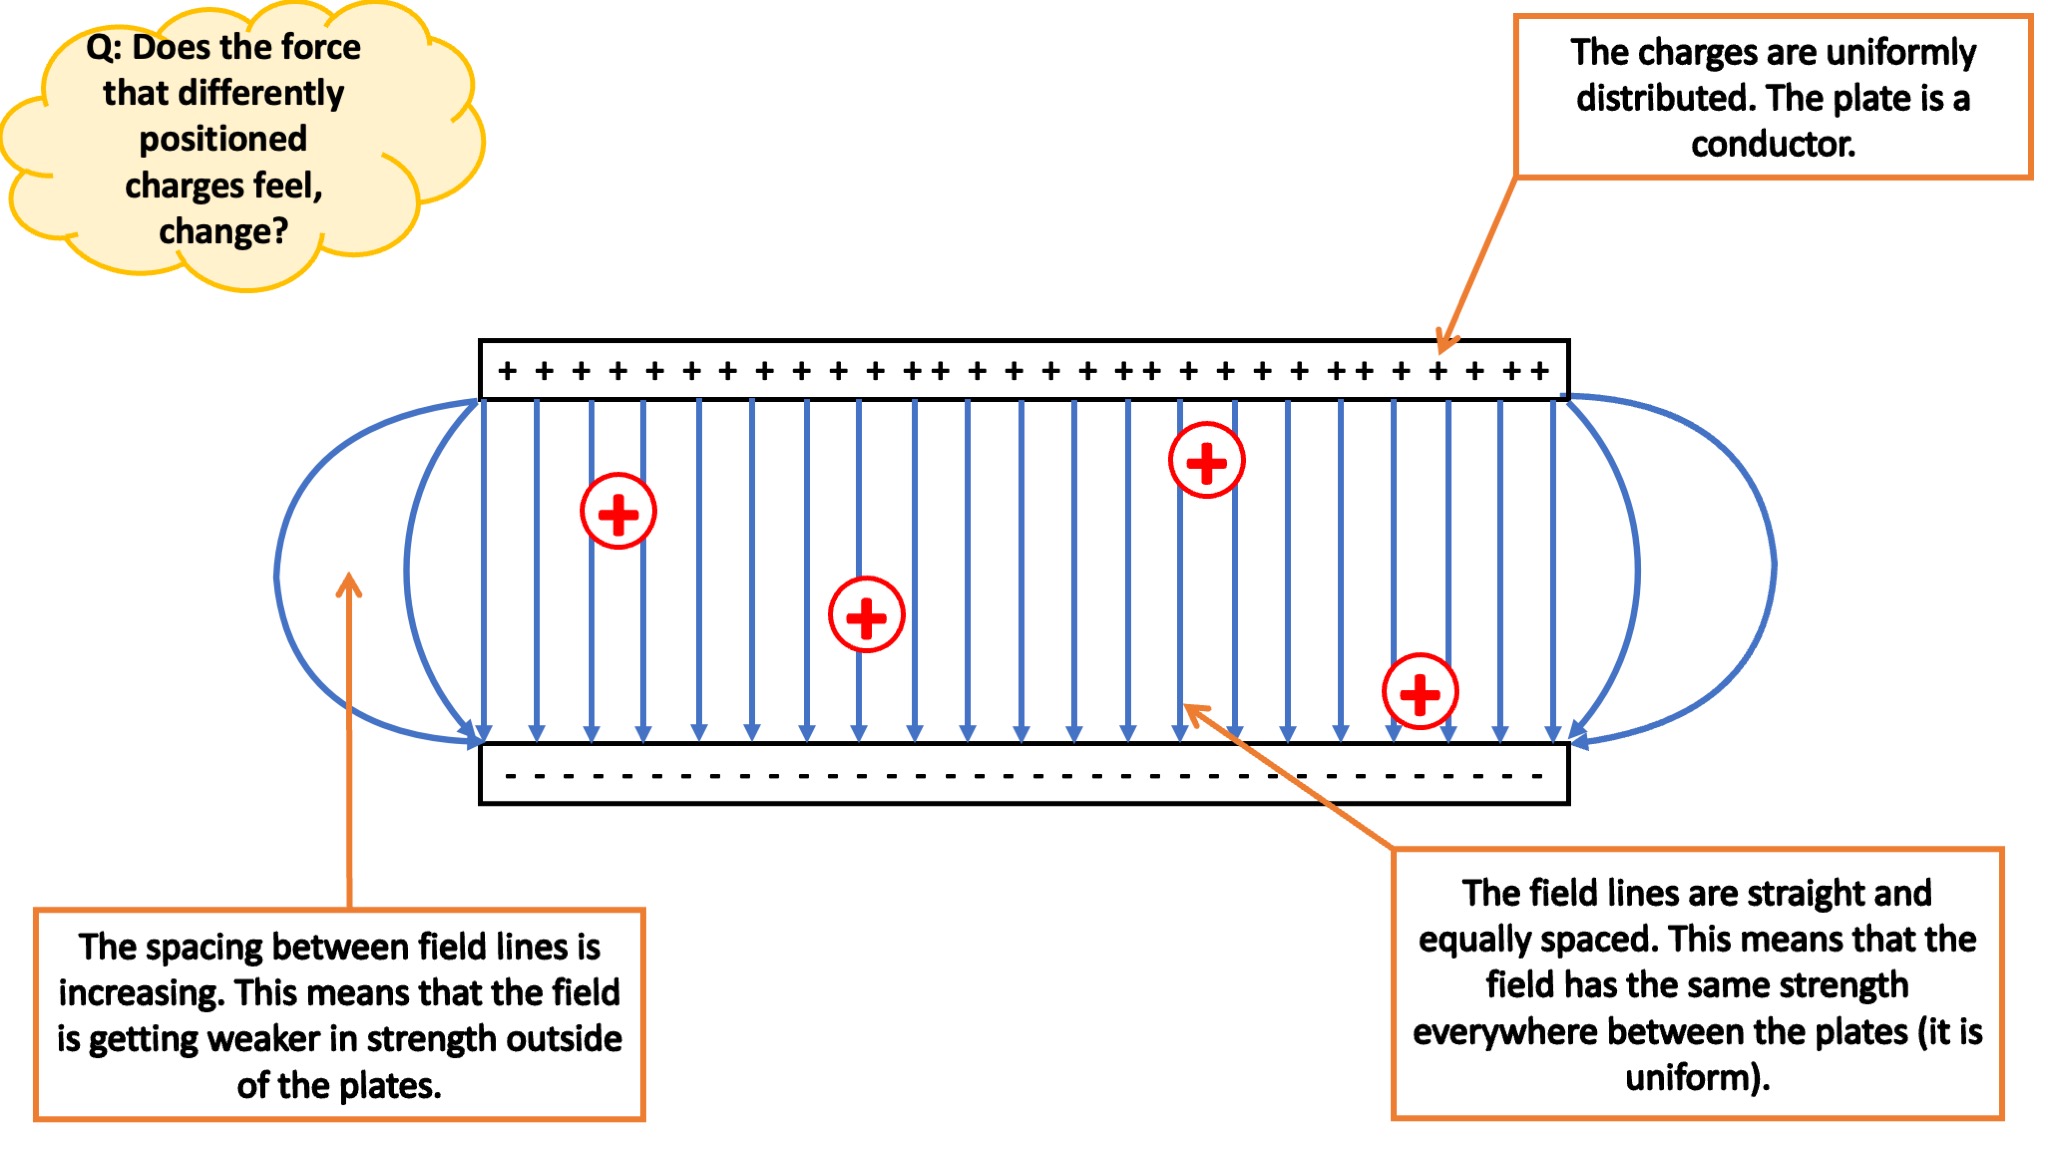 Q: Does the force
that differently
positioned
charges feel,
change?
The charges are uniformly
distributed. The plate is a
conductor.
+ + + + + + + + + + + ++ + + + + ++ + + + + ++ + + + ++
+
+
+
+
- - - - - - - - - - - - - - - - - - - - - - - - - - - - - - - - - - - -
The spacing between field lines is
increasing. This means that the field
is getting weaker in strength outside
of the plates.
The field lines are straight and
equally spaced. This means that the
field has the same strength
everywhere between the plates (it is
uniform).